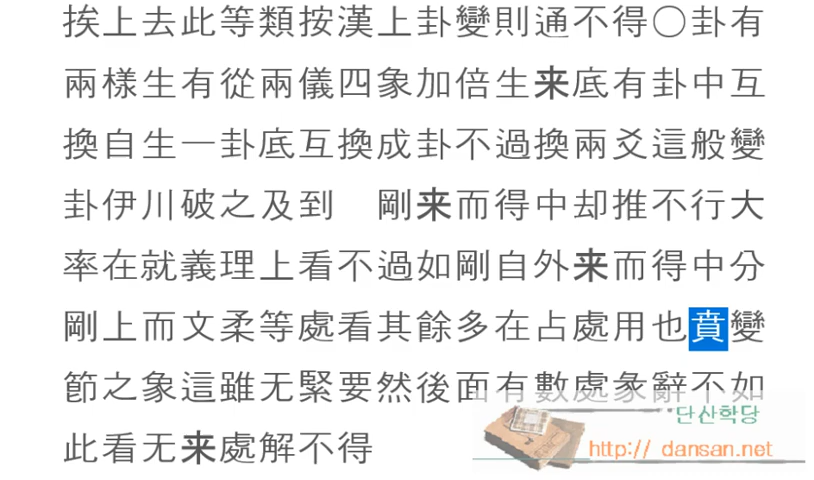 挨上去此等類按漢上卦變則通不得〇卦有
兩樣生有從兩儀四象加倍生来底有卦中互
換自生一卦底互換成卦不過換兩爻這般變
卦伊川破之及到　剛来而得中却推不行大
率在就義理上看不過如剛自外来而得中分
剛上而文柔等處看其餘多在占處用也賁變
節之象這雖无緊要然後面有數處彖辭不如
此看无来處解不得
단산학당
http:// dansan.net